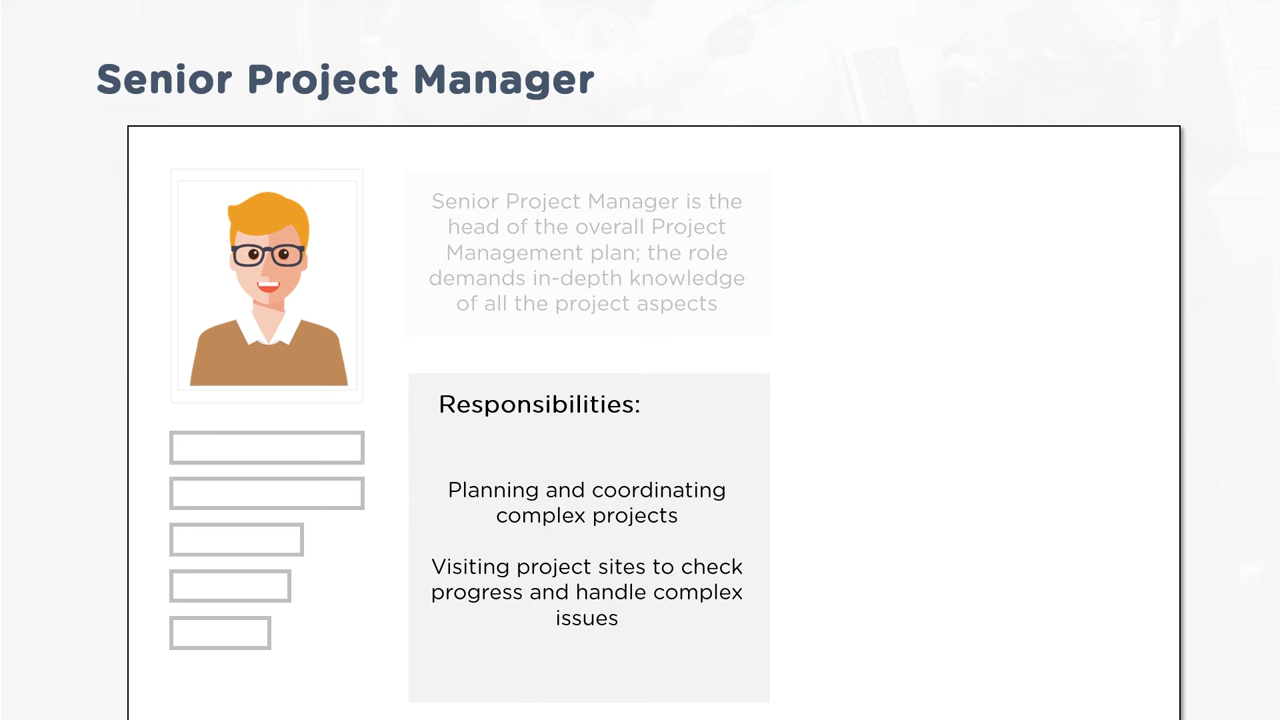 Senior Project Manager
Senior Project Manager is the
head of the overall Project
Management plan; the role
demands in-depth knowledge
of all the project aspects
Responsibilities:
Planning and coordinating
complex projects
Visiting project sites to check
progress and handle complex
issues